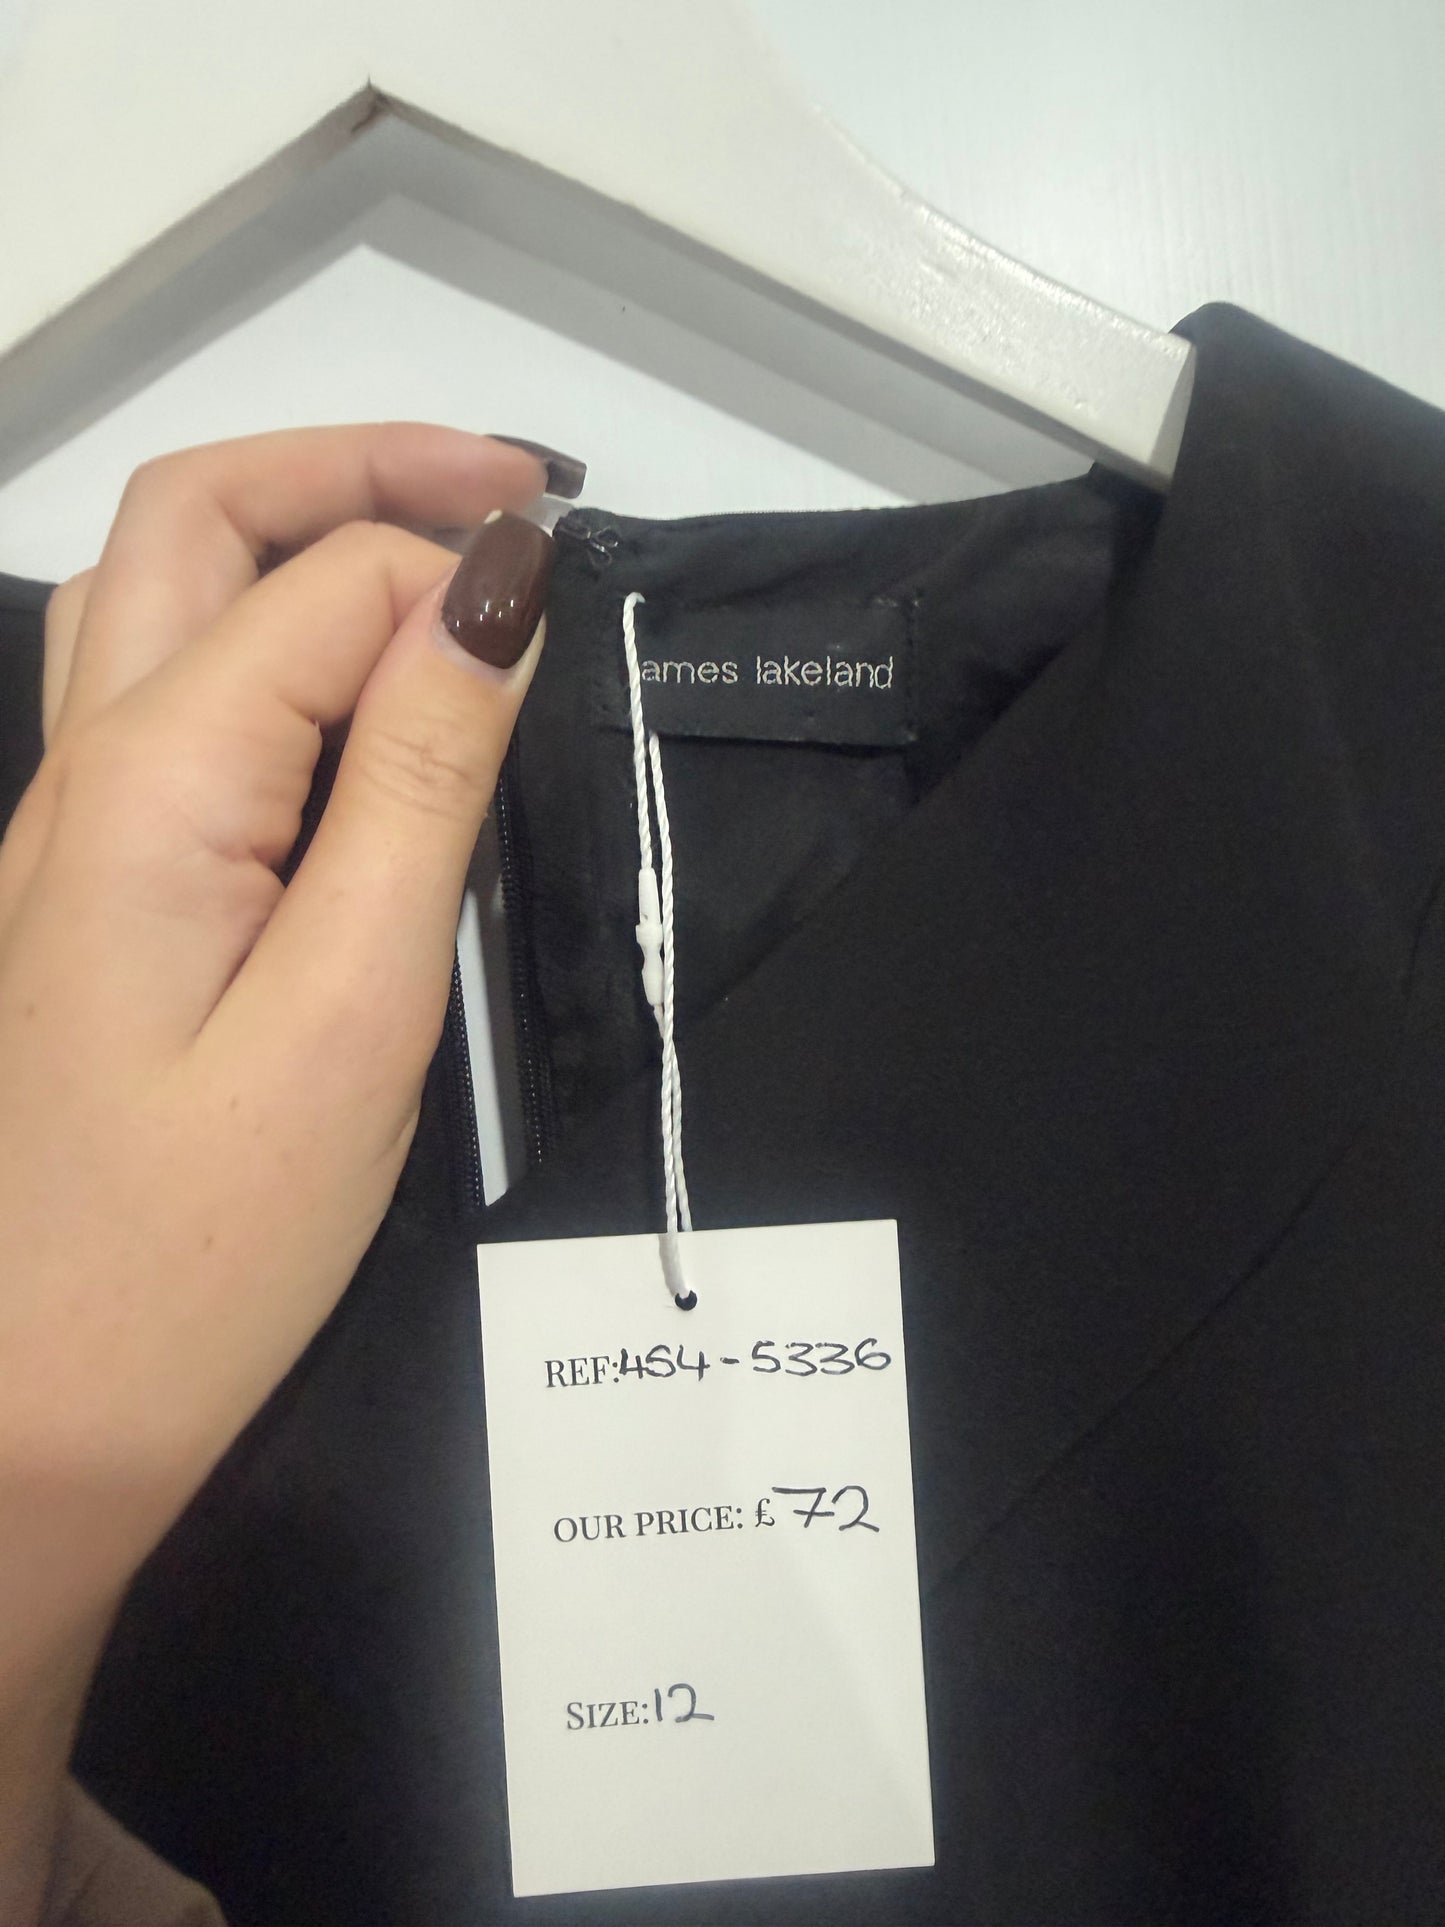 ames lakeland
REF:454-5336
OUR PRICE: £72
SIZE:12